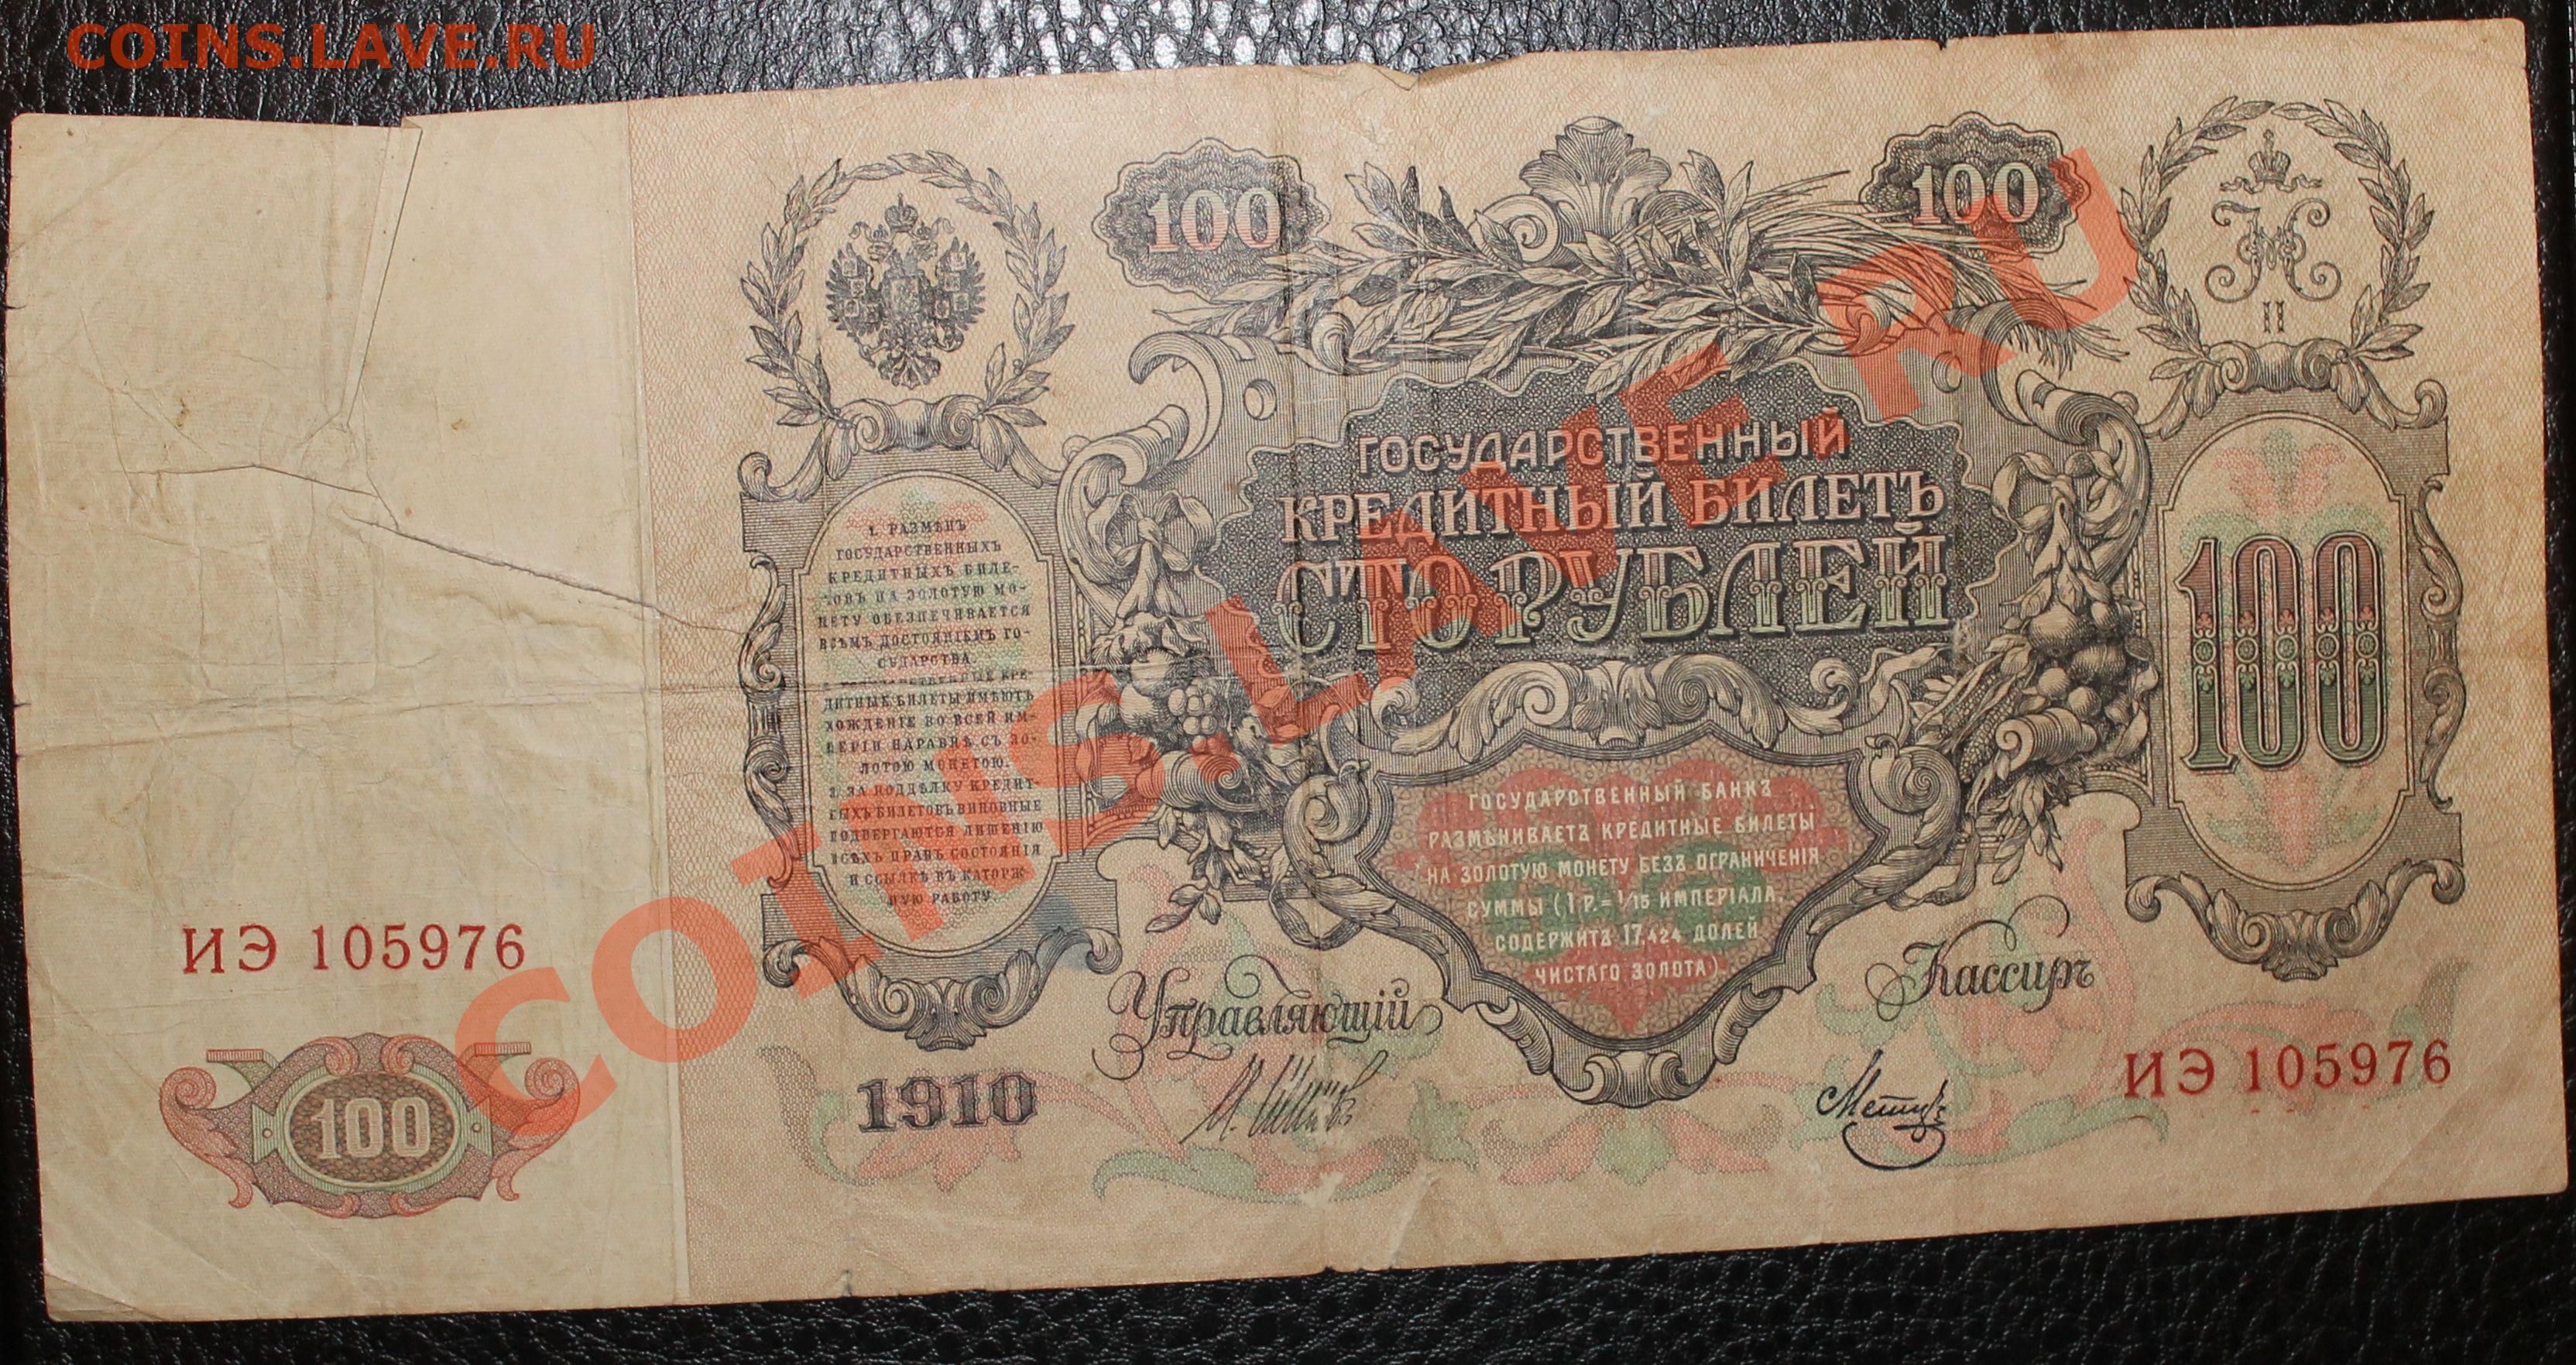 COINS.LAVE.RU
100
100
II
ГОСУДАРСТВЕННЫЙ
КРЕДИТНЫЙ БИЛЕТЪ
СТО РУБЛЕЙ
1. РАЗМѢНЪ
ГОСУДАРСТВЕННЫХЪ
КРЕДИТНЫХЪ БИЛЕ-
ТОВЪ НА ЗОЛОТУЮ МО-
НЕТУ ОБЕЗПЕЧИВАЕТСЯ
ВСѢМЪ ДОСТОЯНІЕМЪ ГО-
СУДАРСТВА.
ГОСУДАРСТВЕННЫЕ КРЕ-
ДИТНЫЕ БИЛЕТЫ ИМѢЮТЪ
ХОЖДЕНІЕ ВО ВСЕЙ ИМ-
ПЕРІИ НАРАВНѢ СЪ ЗО-
ЛОТОЮ МОНЕТОЮ.
3. ЗА ПОДДѢЛКУ КРЕДИТ-
НЫХЪ БИЛЕТОВЪ ВИНОВНЫЕ
ПОДВЕРГАЮТСЯ ЛИШЕНІЮ
ВСѢХЪ ПРАВЪ СОСТОЯНІЯ
И ССЫЛКѢ ВЪ КАТОРЖ-
НУЮ РАБОТУ
100
ГОСУДАРСТВЕННЫЙ БАНКЪ
РАЗМѢНИВАЕТЪ КРЕДИТНЫЕ БИЛЕТЫ
НА ЗОЛОТУЮ МОНЕТУ БЕЗЪ ОГРАНИЧЕНІЯ
СУММЫ (1 Р.=1/15 ИМПЕРІАЛА,
СОДЕРЖИТЪ 17,424 ДОЛЕЙ
ЧИСТАГО ЗОЛОТА).
ИЭ 105976
100
1910
Управляющій
Кассиръ
ИЭ 105976
COINS.LAVE.RU